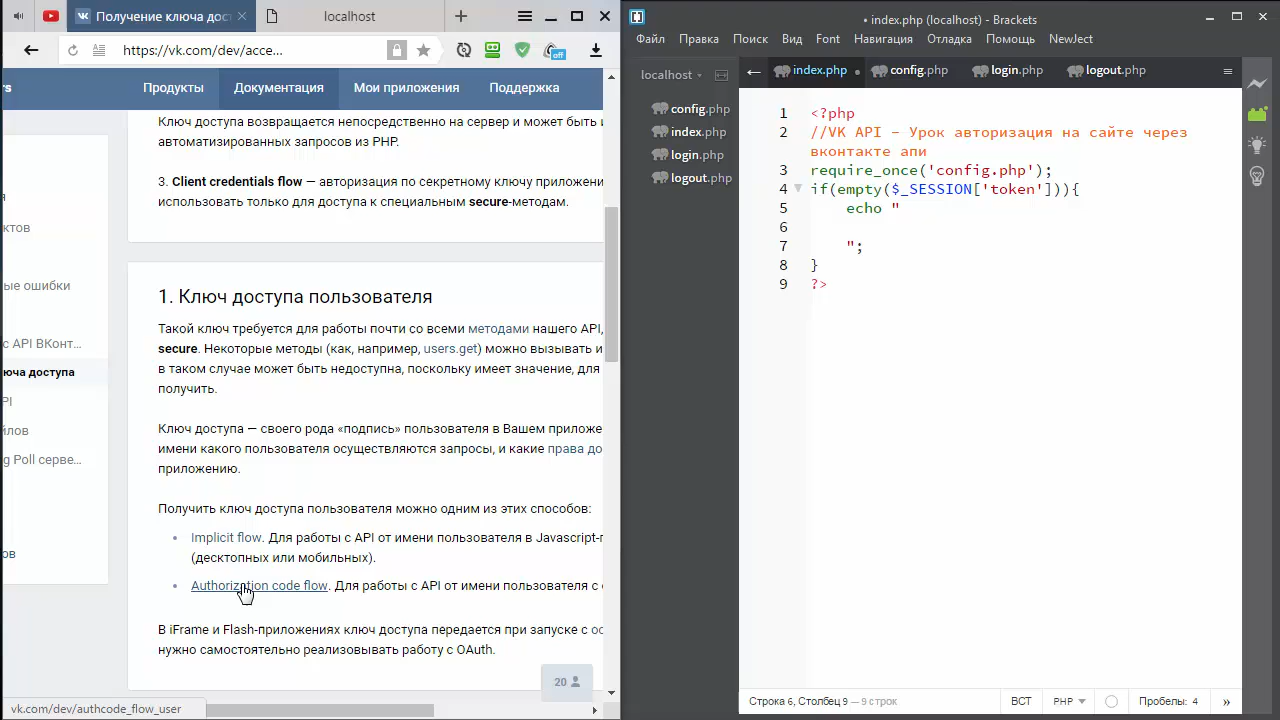 Получение ключа дост
localhost
https://vk.com/dev/acce...
off
rs
Продукты
Документация
Мои приложения
Поддержка
я
ктов
ые ошибки
с API ВКонт...
юча доступа
PI
йлов
ng Poll серве...
ов
Ключ доступа возвращается непосредственно на сервер и может быть и
автоматизированных запросов из PHP.
3. Client credentials flow — авторизация по секретному ключу приложени
использовать только для доступа к специальным secure-методам.
1. Ключ доступа пользователя
Такой ключ требуется для работы почти со всеми методами нашего API,
secure. Некоторые методы (как, например, users.get) можно вызывать и
в таком случае может быть недоступна, поскольку имеет значение, для
получить.
Ключ доступа — своего рода «подпись» пользователя в Вашем приложе
имени какого пользователя осуществляются запросы, и какие права до
приложению.
Получить ключ доступа пользователя можно одним из этих способов:
• Implicit flow. Для работы с API от имени пользователя в Javascript-п
(десктопных или мобильных).
• Authorization code flow. Для работы с API от имени пользователя с с
В iFrame и Flash-приложениях ключ доступа передается при запуске с ос
нужно самостоятельно реализовывать работу с OAuth.
20
vk.com/dev/authcode_flow_user
• index.php (localhost) - Brackets
Файл Правка Поиск Вид Font Навигация Отладка Помощь NewJect
localhost
config.php
index.php
login.php
logout.php
index.php •
config.php
login.php
logout.php
1 <?php
2 //VK API - Урок авторизация на сайте через
вконтакте апи
3 require_once('config.php');
4 if(empty($_SESSION['token'])){
5 echo "
6
7 ";
8 }
9 ?>
Строка 6, Столбец 9 — 9 строк
ВСТ
PHP
Пробелы: 4
»